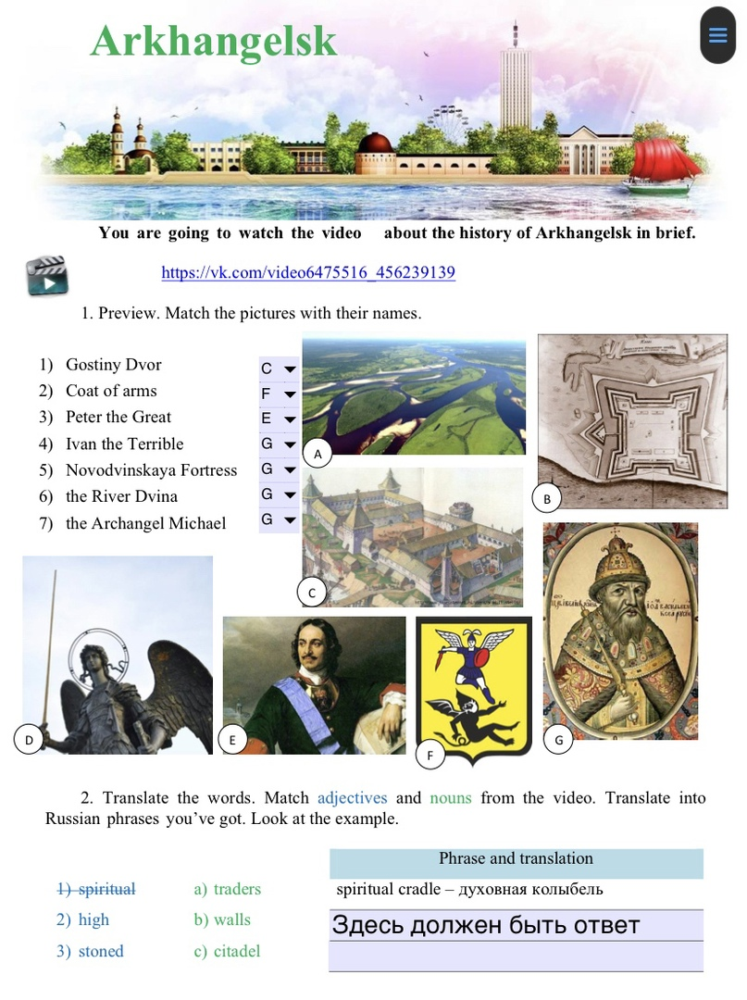 Arkhangelsk
You are going to watch the video about the history of Arkhangelsk in brief.
https://vk.com/video6475516_456239139
1. Preview. Match the pictures with their names.
1) Gostiny Dvor C
2) Coat of arms F
3) Peter the Great E
4) Ivan the Terrible G
5) Novodvinskaya Fortress G
6) the River Dvina G
7) the Archangel Michael G
A
B
C
D
E
F
G
2. Translate the words. Match adjectives and nouns from the video. Translate into
Russian phrases you’ve got. Look at the example.
Phrase and translation
1) spiritual a) traders spiritual cradle – духовная колыбель
2) high b) walls Здесь должен быть ответ
3) stoned c) citadel